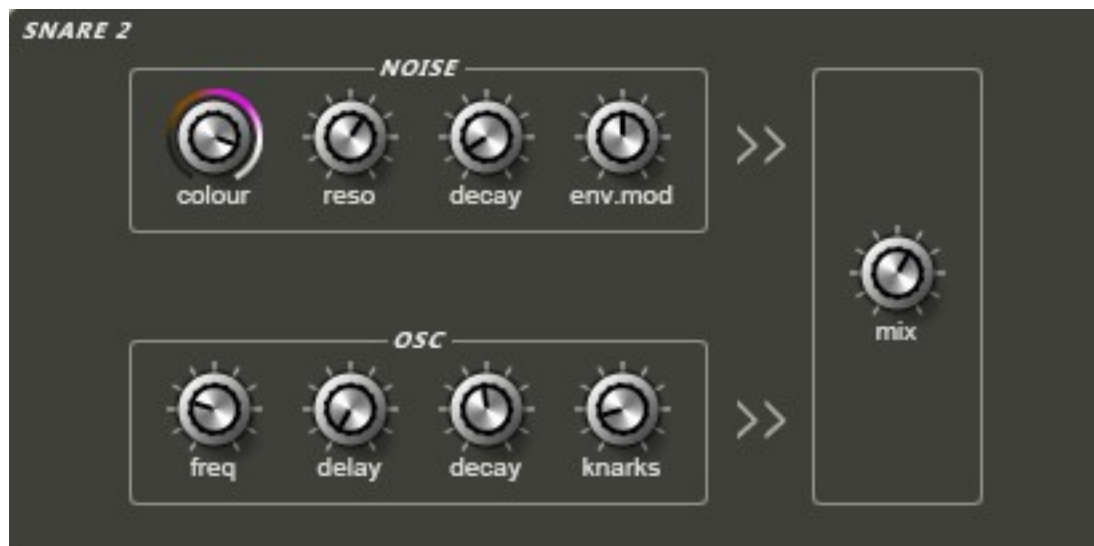 SNARE 2
NOISE
colour reso decay env.mod
mix
OSC
freq delay decay knarks